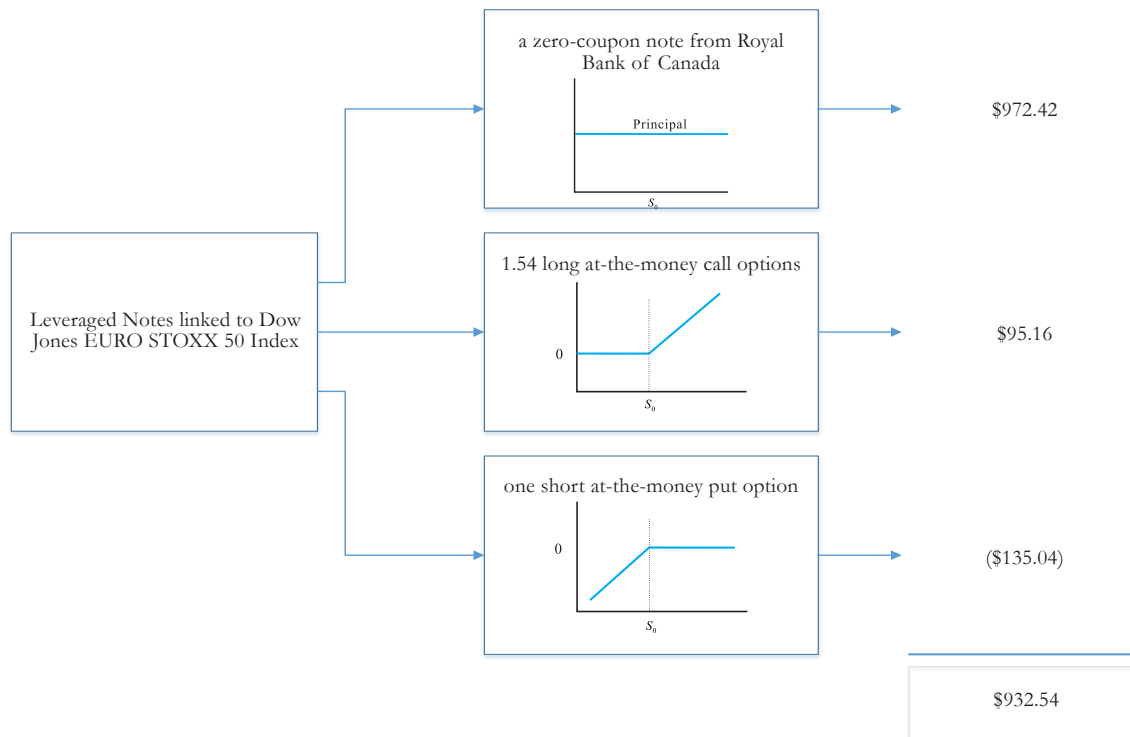 a zero-coupon note from Royal
Bank of Canada
Principal
S₀
$972.42
Leveraged Notes linked to Dow
Jones EURO STOXX 50 Index
1.54 long at-the-money call options
0
S₀
$95.16
one short at-the-money put option
0
S₀
($135.04)
$932.54